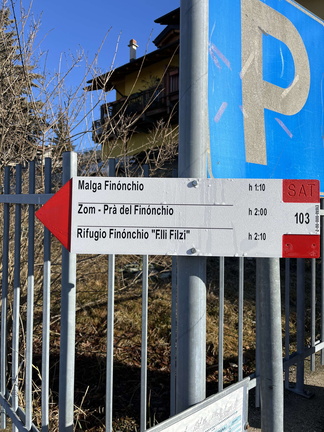 P
Malga Finónchio h 1:10
Zom - Prà del Finónchio h 2:00
Rifugio Finónchio "F.lli Filzi" h 2:10
SAT
103